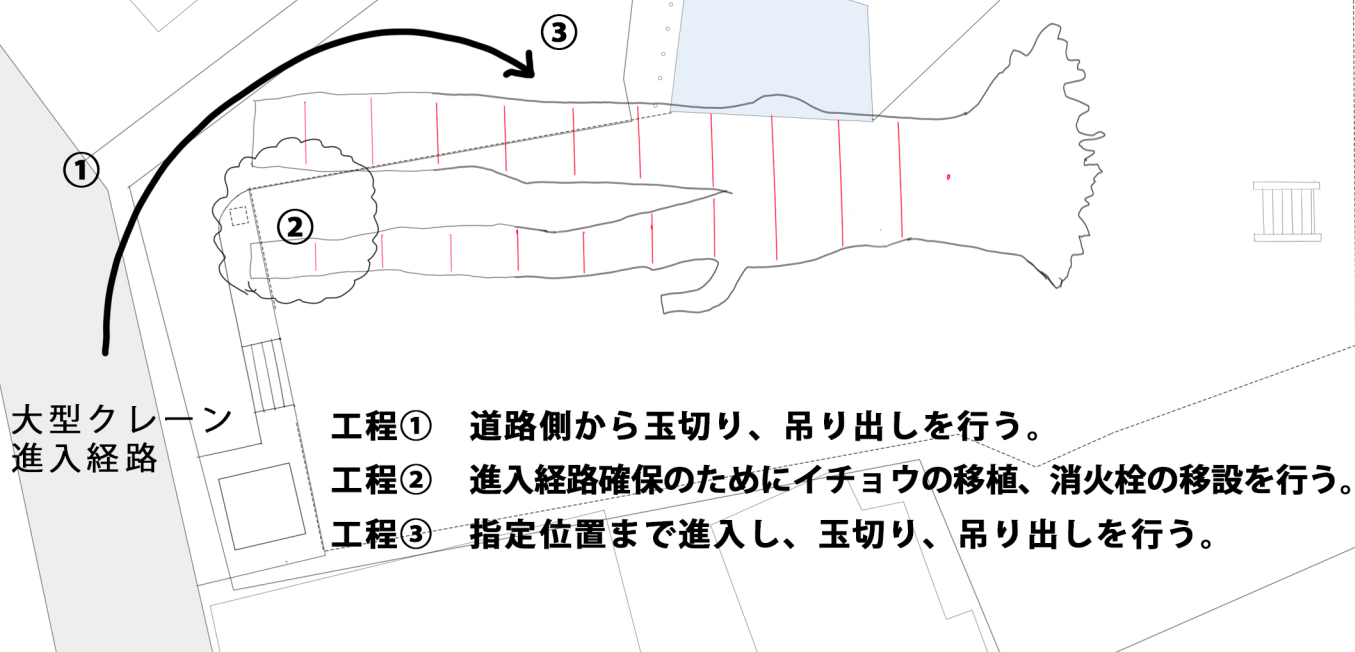 ③
①
②
大型クレーン
進入経路
工程① 道路側から玉切り、吊り出しを行う。
工程② 進入経路確保のためにイチョウの移植、消火栓の移設を行う。
工程③ 指定位置まで進入し、玉切り、吊り出しを行う。